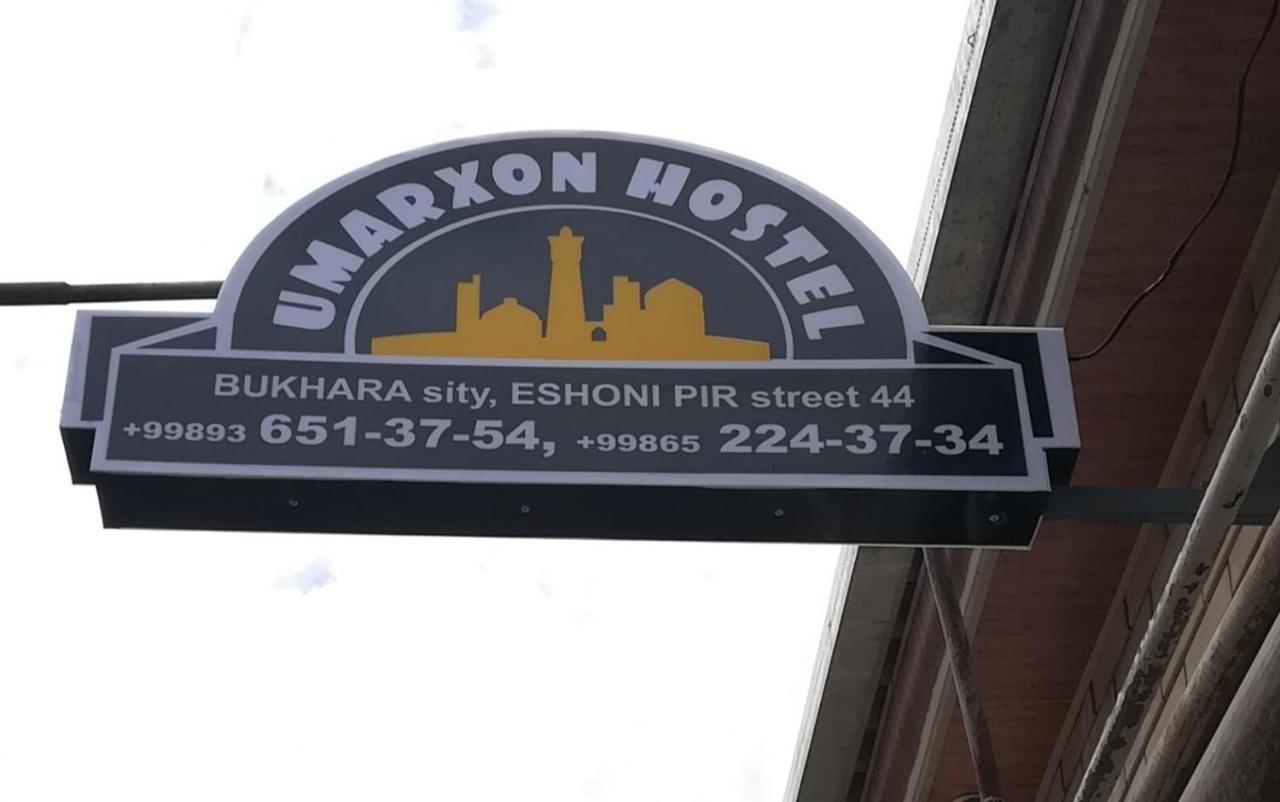 UMARXON HOSTEL
BUKHARA sity, ESHONI PIR street 44
+99893 651-37-54, +99865 224-37-34